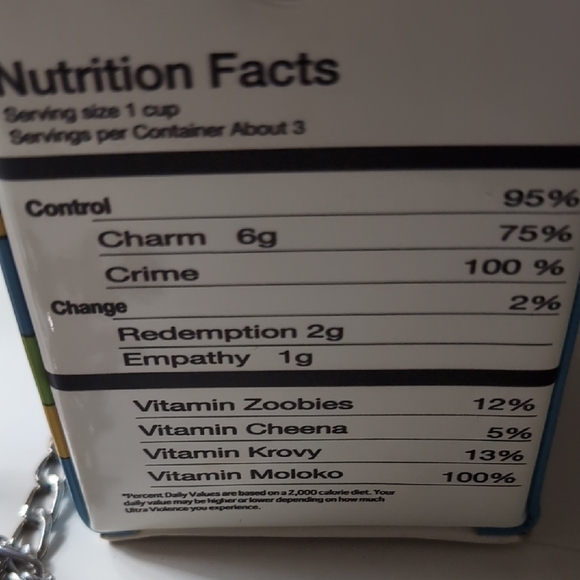 Nutrition Facts
Serving size 1 cup
Servings per Container About 3
Control 95%
Charm 6g 75%
Crime 100 %
Change 2%
Redemption 2g
Empathy 1g
Vitamin Zoobies 12%
Vitamin Cheena 5%
Vitamin Krovy 13%
Vitamin Moloko 100%
*Percent Daily Values are based on a 2,000 calorie diet. Your
daily value may be higher or lower depending on how much
Ultra Violence you experience.